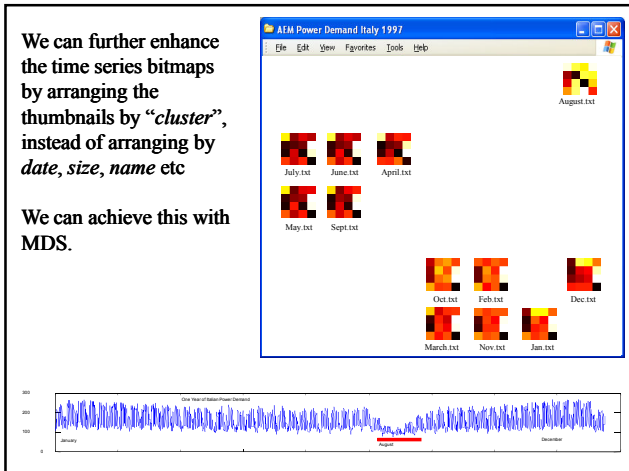 We can further enhance
the time series bitmaps
by arranging the
thumbnails by “cluster”,
instead of arranging by
date, size, name etc
We can achieve this with
MDS.
AEM Power Demand Italy 1997
File Edit View Favorites Tools Help
August.txt
July.txt June.txt April.txt
May.txt Sept.txt
Oct.txt Feb.txt Dec.txt
March.txt Nov.txt Jan.txt
300
One Year of Italian Power Demand
200
100
January
August
December
0